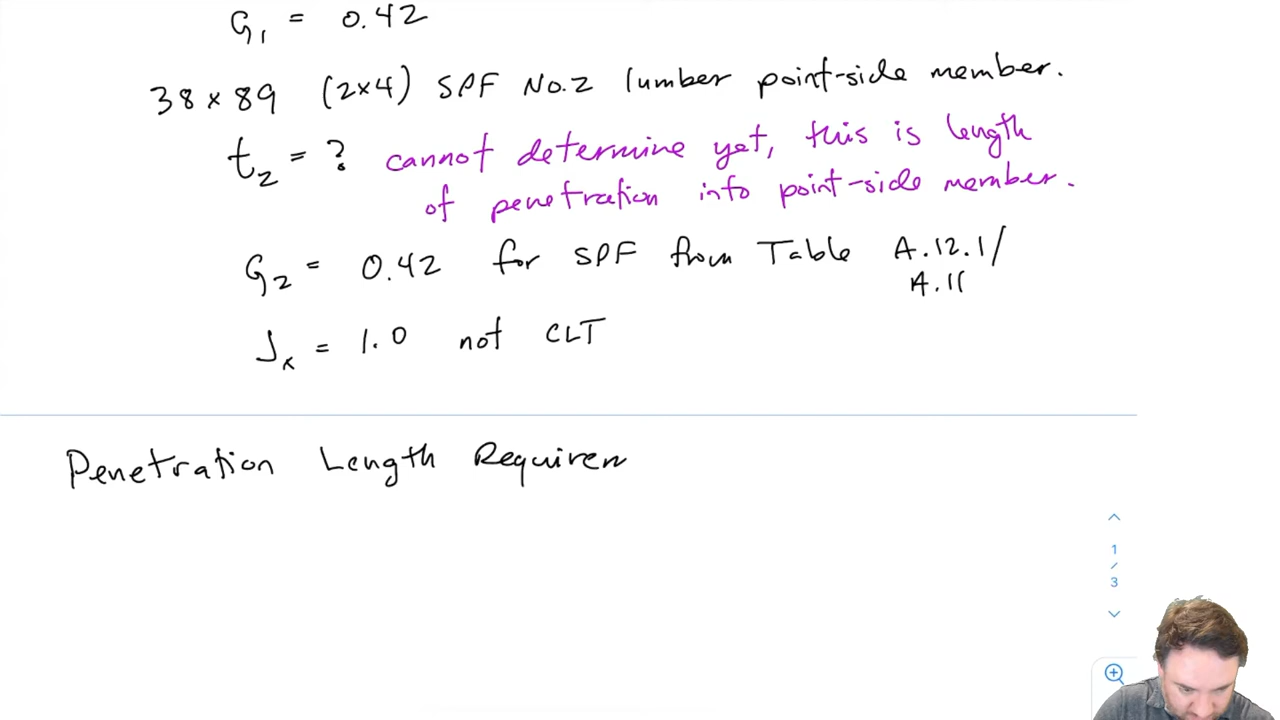 G₁ = 0.42
38 x 89 (2x4) SPF No.2 lumber point-side member.
t₂ = ? cannot determine yet, this is length
of penetration into point-side member.
G₂ = 0.42 for SPF from Table A.12.1/
A.11
Jₓ = 1.0 not CLT
Penetration Length Requirem
1
/
3